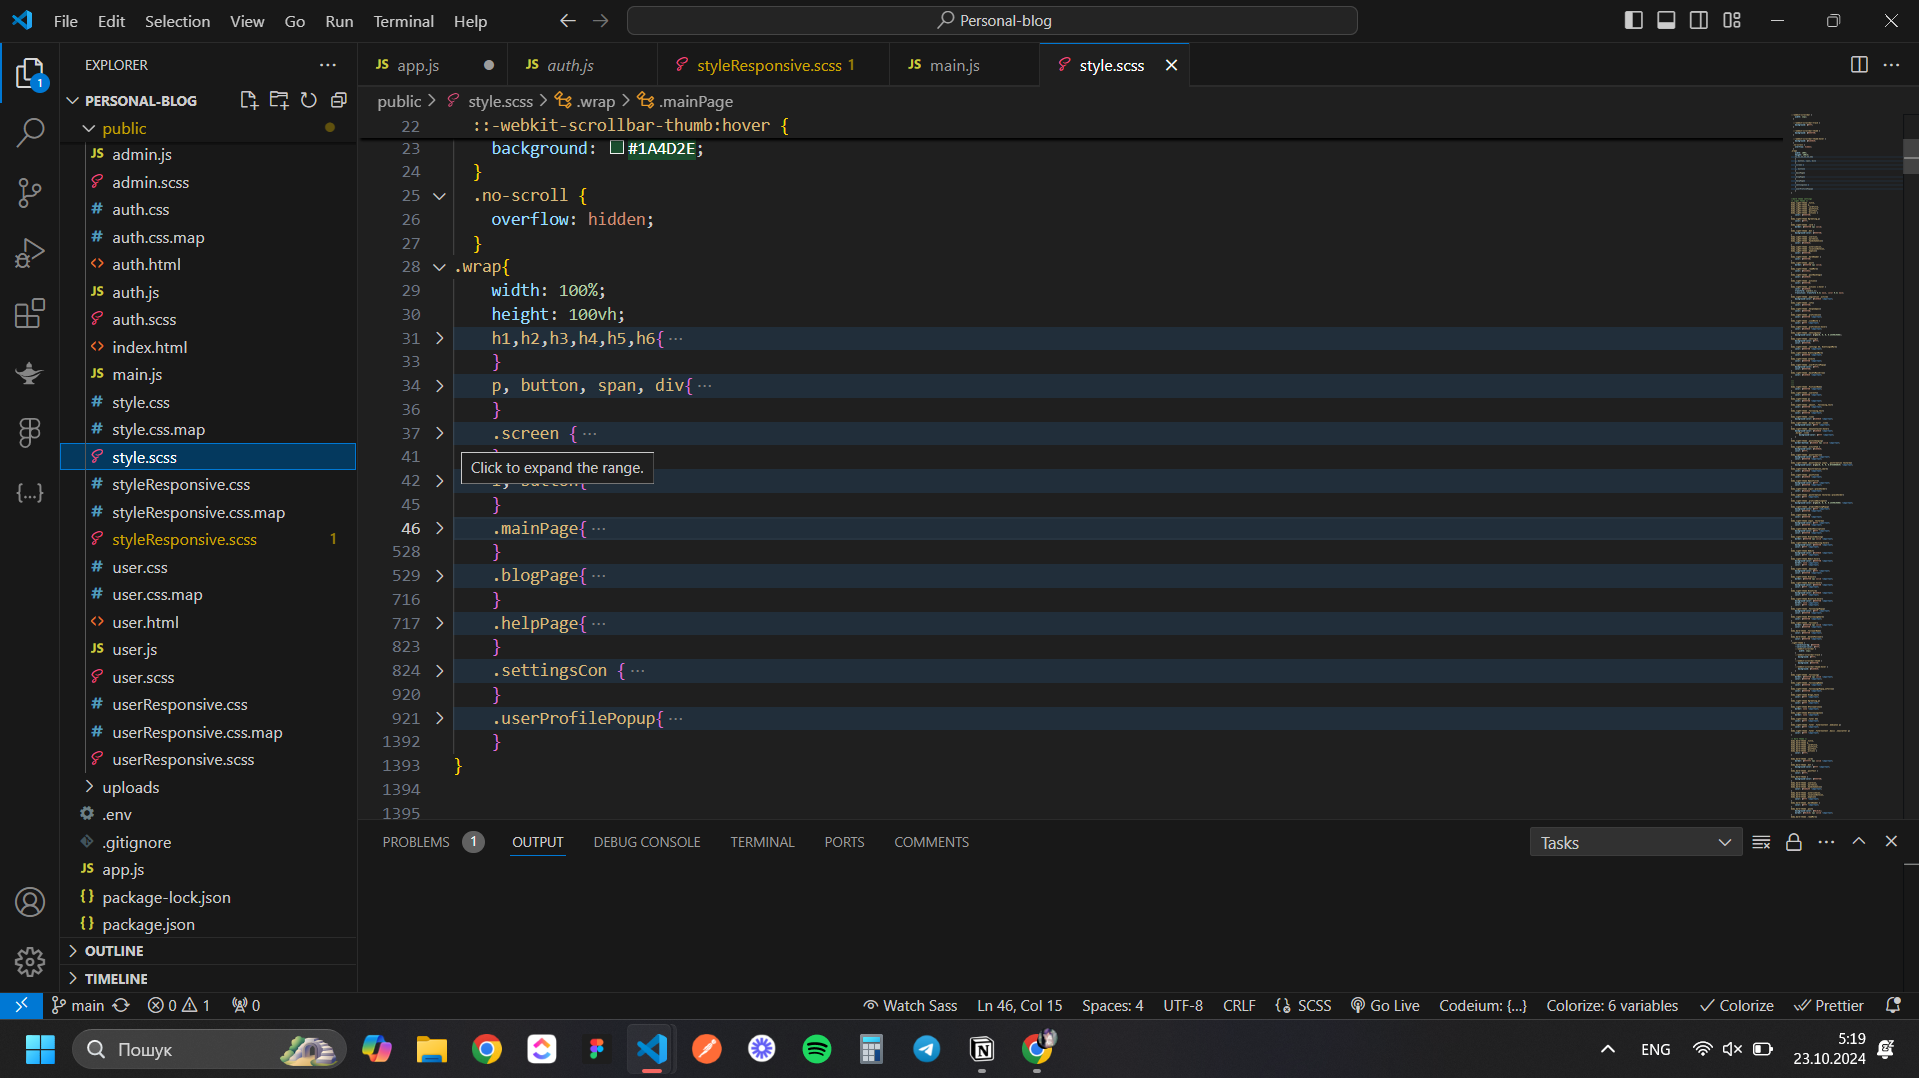 File Edit Selection View Go Run Terminal Help
Personal-blog
EXPLORER
PERSONAL-BLOG
public
JS admin.js
admin.scss
# auth.css
# auth.css.map
<> auth.html
JS auth.js
auth.scss
<> index.html
JS main.js
# style.css
# style.css.map
style.scss
# styleResponsive.css
# styleResponsive.css.map
styleResponsive.scss 1
# user.css
# user.css.map
<> user.html
JS user.js
user.scss
# userResponsive.css
# userResponsive.css.map
userResponsive.scss
uploads
.env
.gitignore
JS app.js
{} package-lock.json
{} package.json
OUTLINE
TIMELINE
1
{...}
JS app.js
JS auth.js
styleResponsive.scss 1
JS main.js
style.scss
public > style.scss > .wrap > .mainPage
22 ::-webkit-scrollbar-thumb:hover {
23 background: #1A4D2E;
24 }
25 .no-scroll {
26 overflow: hidden;
27 }
28 .wrap{
29 width: 100%;
30 height: 100vh;
31 h1,h2,h3,h4,h5,h6{ ···
33 }
34 p, button, span, div{ ···
36 }
37 .screen { ···
41
Click to expand the range.
42
45 }
46 .mainPage{ ···
528 }
529 .blogPage{ ···
716 }
717 .helpPage{ ···
823 }
824 .settingsCon { ···
920 }
921 .userProfilePopup{ ···
1392 }
1393 }
1394
1395
PROBLEMS 1 OUTPUT DEBUG CONSOLE TERMINAL PORTS COMMENTS
Tasks
main 0 1 0
Watch Sass Ln 46, Col 15 Spaces: 4 UTF-8 CRLF SCSS Go Live Codeium: {...} Colorize: 6 variables Colorize Prettier
Пошук
ENG
5:19
23.10.2024